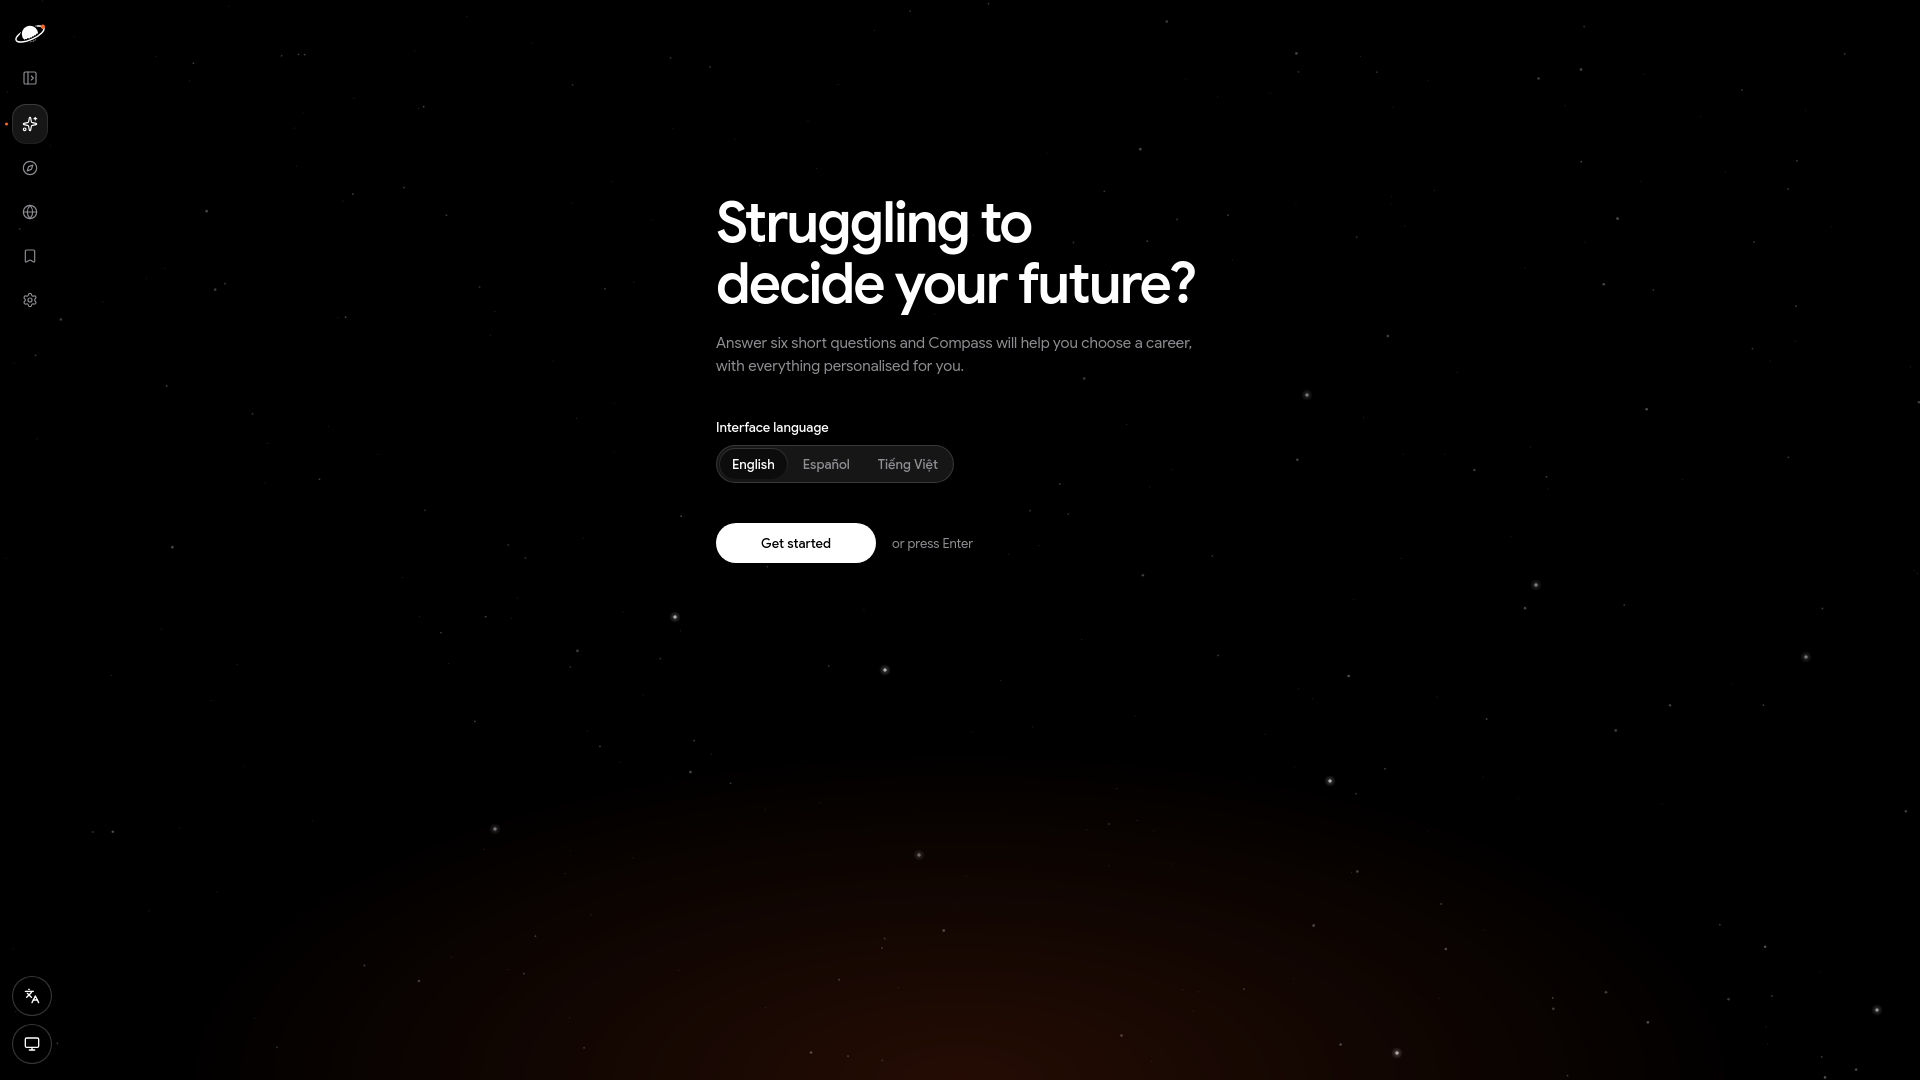 Struggling to
decide your future?
Answer six short questions and Compass will help you choose a career,
with everything personalised for you.
Interface language
English Español Tiếng Việt
Get started or press Enter